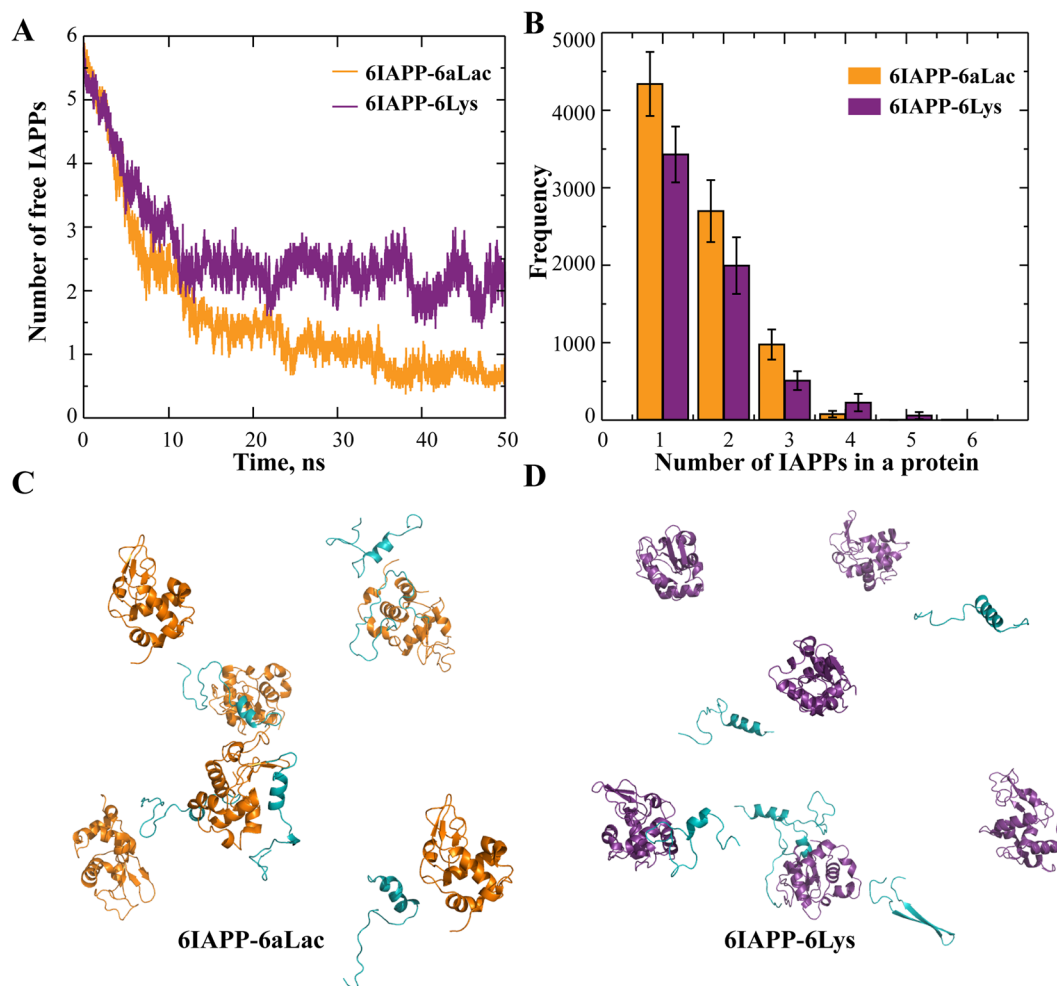 A
6IAPP-6aLac
6IAPP-6Lys
Number of free IAPPs
6
5
4
3
2
1
0
0 10 20 30 40 50
Time, ns
B
6IAPP-6aLac
6IAPP-6Lys
Frequency
5000
4000
3000
2000
1000
0
0 1 2 3 4 5 6
Number of IAPPs in a protein
C
6IAPP-6aLac
D
6IAPP-6Lys